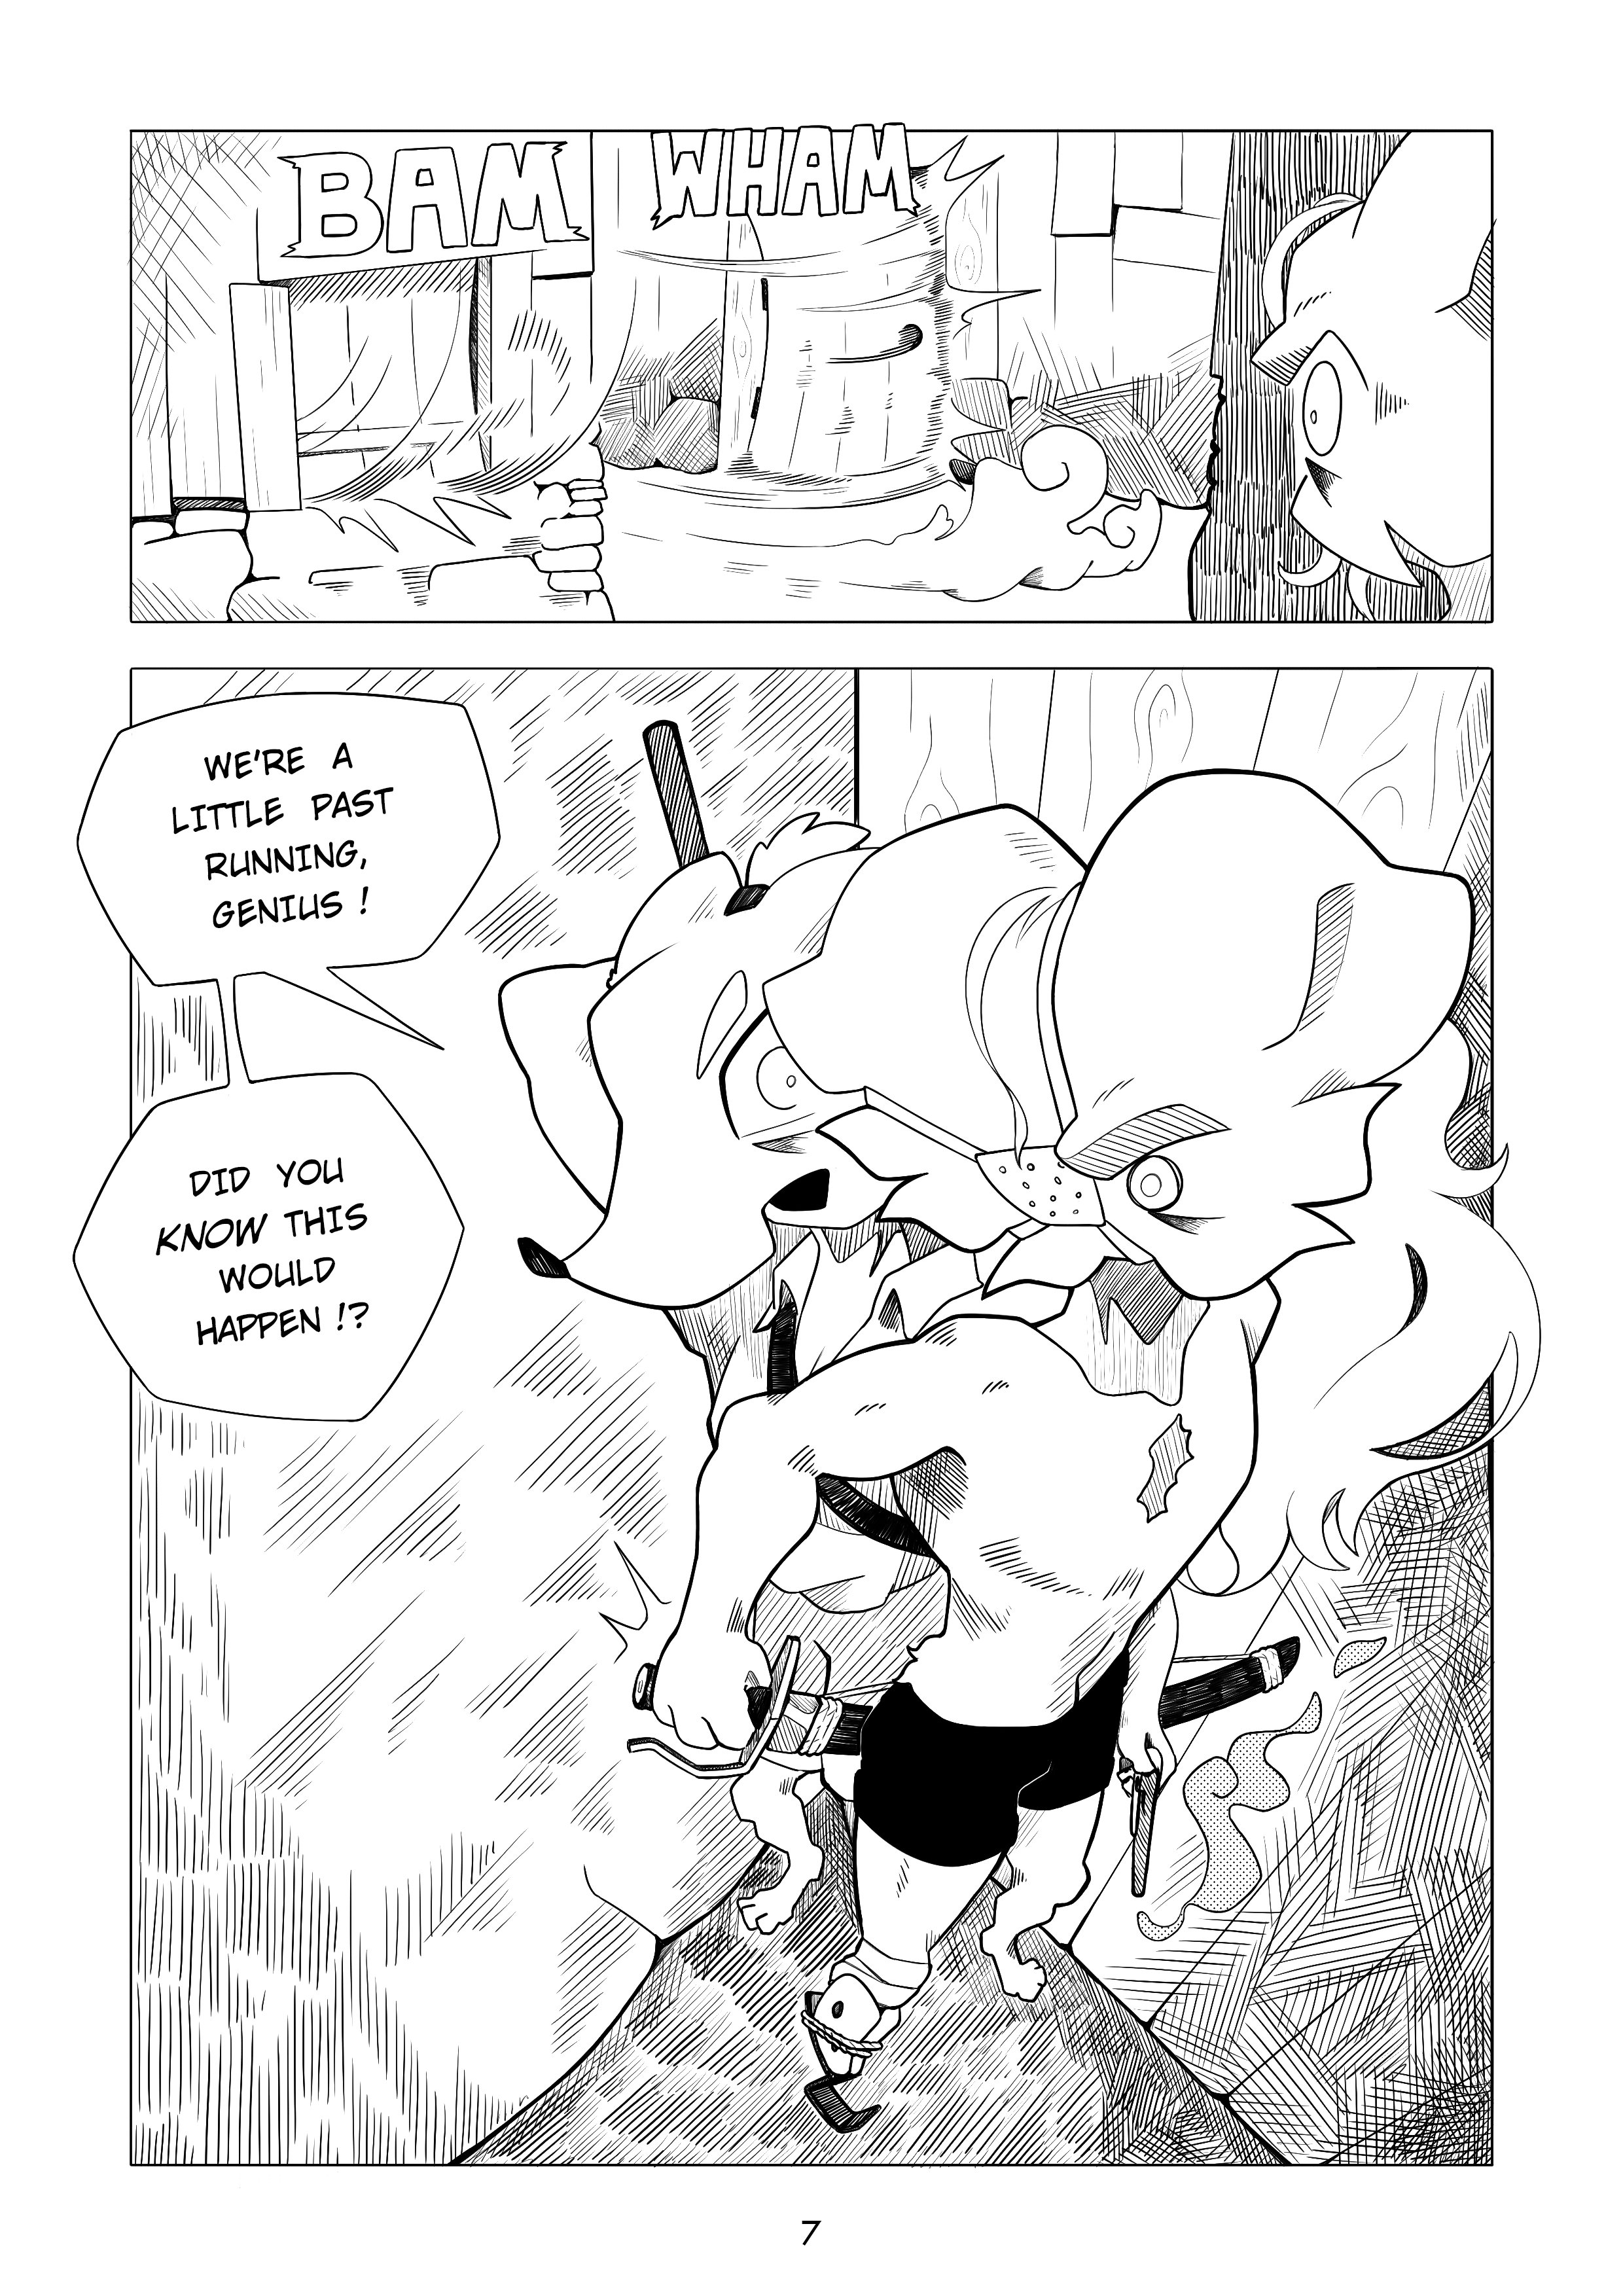 BAM
WHAM
WE'RE A
LITTLE PAST
RUNNING,
GENIUS!
DID YOU
KNOW THIS
WOULD
HAPPEN!?
7